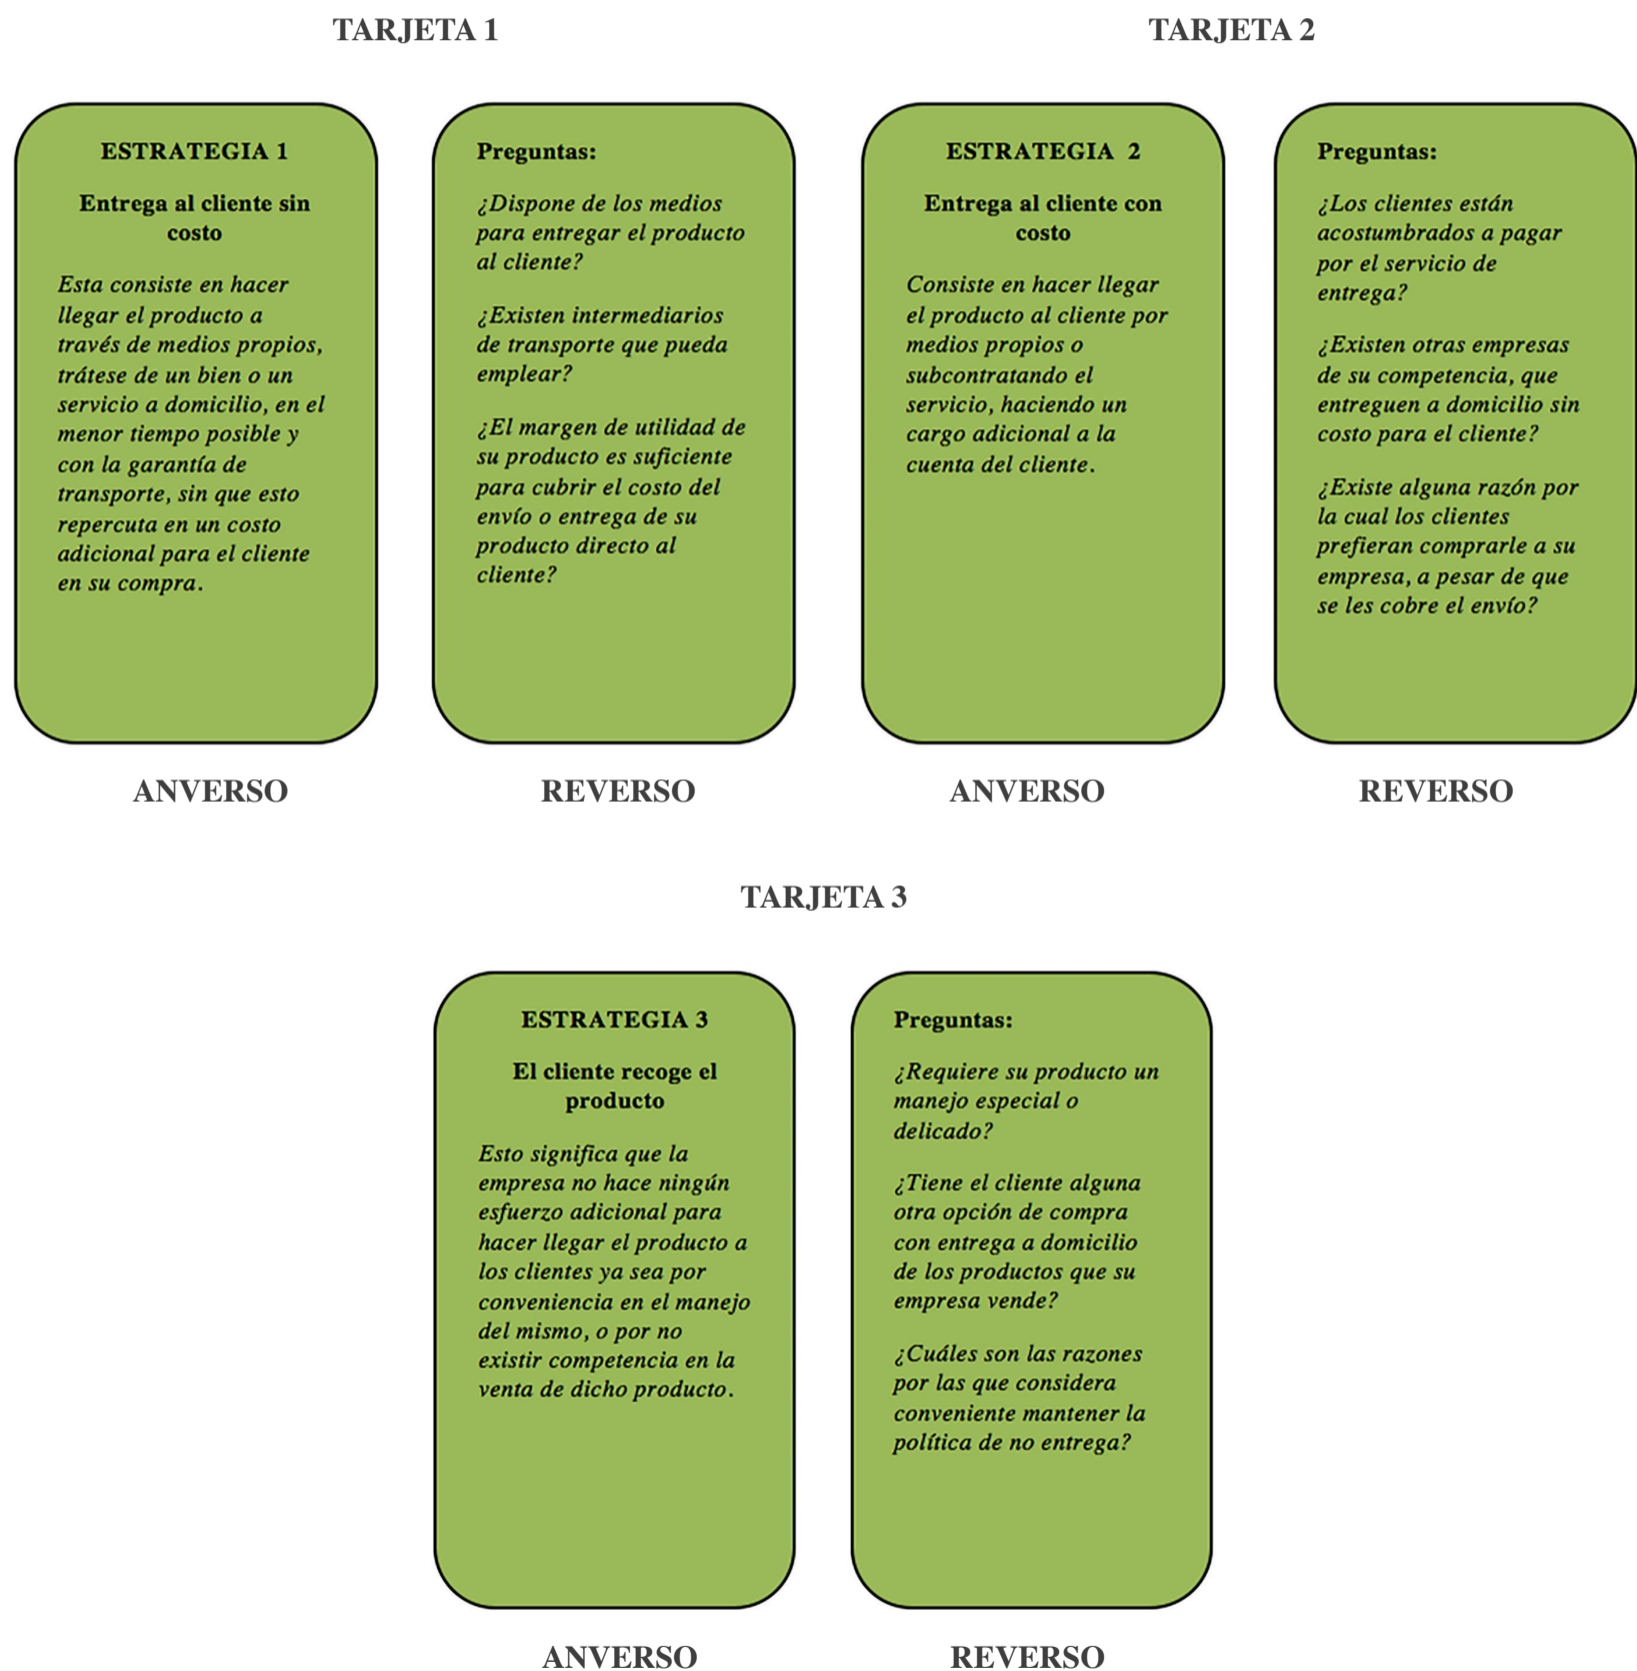 TARJETA 1
ESTRATEGIA 1
Entrega al cliente sin
costo
Esta consiste en hacer
llegar el producto a
través de medios propios,
trátese de un bien o un
servicio a domicilio, en el
menor tiempo posible y
con la garantía de
transporte, sin que esto
repercuta en un costo
adicional para el cliente
en su compra.
ANVERSO
Preguntas:
¿Dispone de los medios
para entregar el producto
al cliente?
¿Existen intermediarios
de transporte que pueda
emplear?
¿El margen de utilidad de
su producto es suficiente
para cubrir el costo del
envío o entrega de su
producto directo al
cliente?
REVERSO
TARJETA 2
ESTRATEGIA 2
Entrega al cliente con
costo
Consiste en hacer llegar
el producto al cliente por
medios propios o
subcontratando el
servicio, haciendo un
cargo adicional a la
cuenta del cliente.
ANVERSO
Preguntas:
¿Los clientes están
acostumbrados a pagar
por el servicio de
entrega?
¿Existen otras empresas
de su competencia, que
entreguen a domicilio sin
costo para el cliente?
¿Existe alguna razón por
la cual los clientes
prefieran comprarle a su
empresa, a pesar de que
se les cobre el envío?
REVERSO
TARJETA 3
ESTRATEGIA 3
El cliente recoge el
producto
Esto significa que la
empresa no hace ningún
esfuerzo adicional para
hacer llegar el producto a
los clientes ya sea por
conveniencia en el manejo
del mismo, o por no
existir competencia en la
venta de dicho producto.
ANVERSO
Preguntas:
¿Requiere su producto un
manejo especial o
delicado?
¿Tiene el cliente alguna
otra opción de compra
con entrega a domicilio
de los productos que su
empresa vende?
¿Cuáles son las razones
por las que considera
conveniente mantener la
política de no entrega?
REVERSO